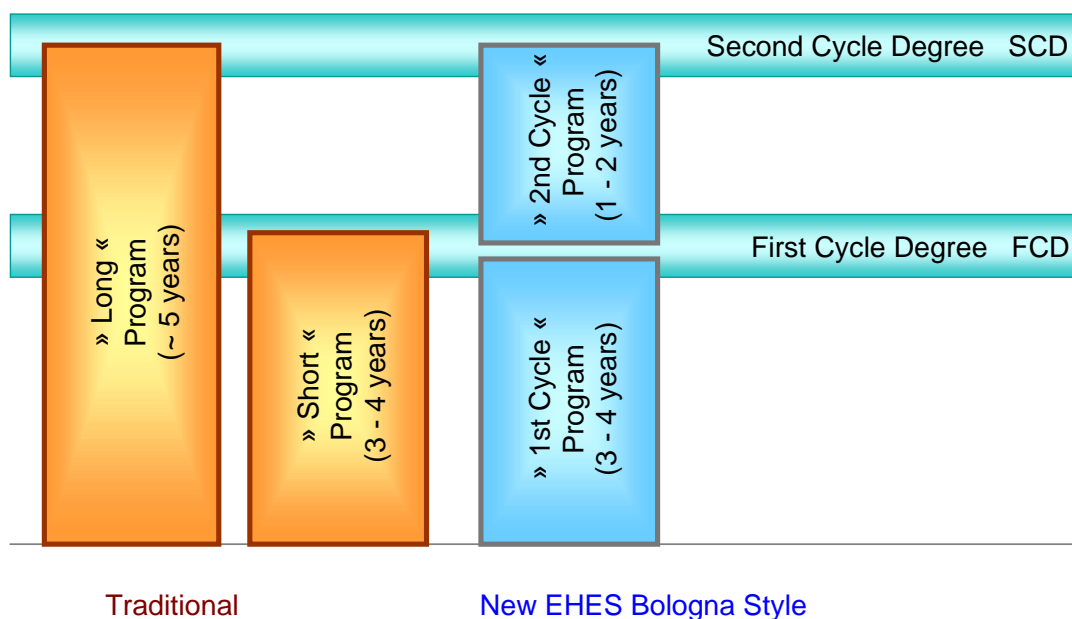 Second Cycle Degree SCD
» 2nd Cycle «
Program
(1 - 2 years)
First Cycle Degree FCD
» Long «
Program
(~ 5 years)
» Short «
Program
(3 - 4 years)
» 1st Cycle «
Program
(3 - 4 years)
Traditional
New EHES Bologna Style